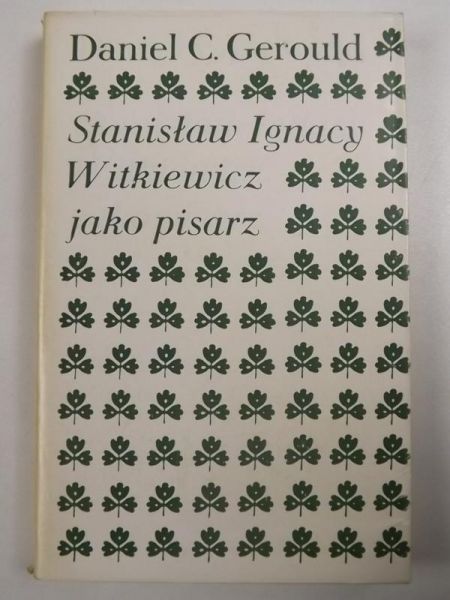 Daniel C. Gerould
Stanisław Ignacy
Witkiewicz
jako pisarz